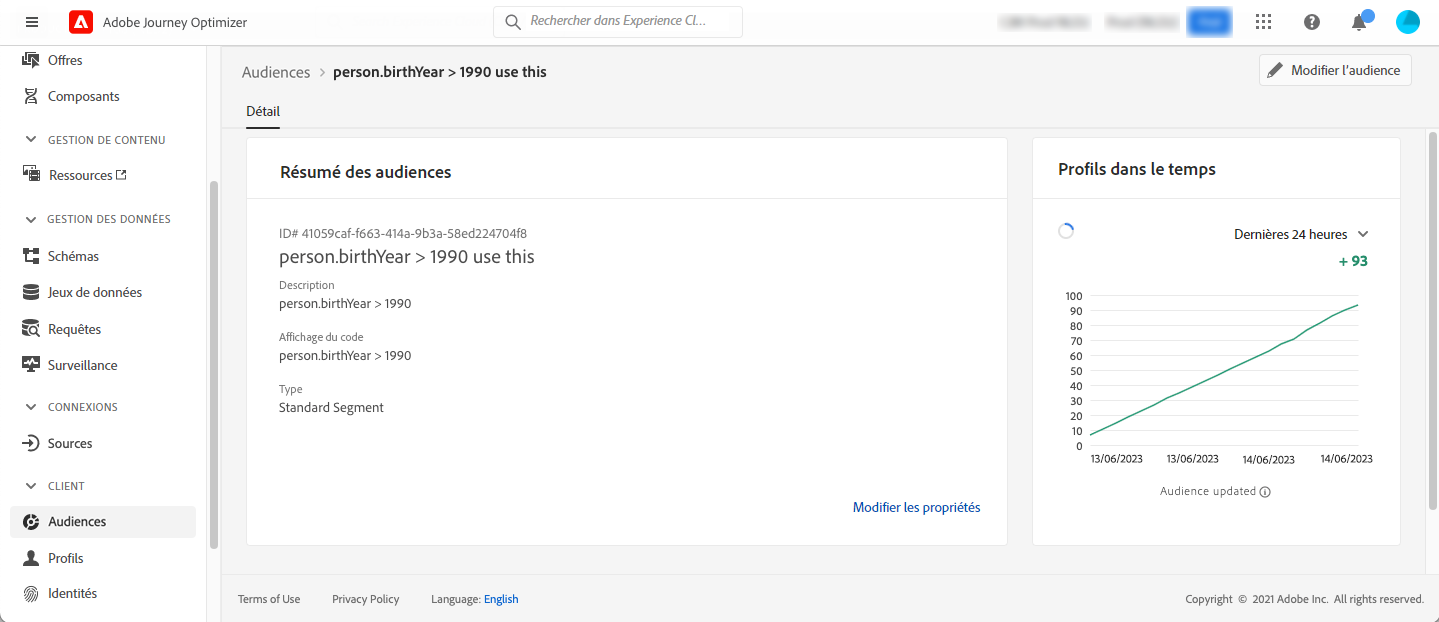 Adobe Journey Optimizer
Rechercher dans Experience Cl...
Offres
Composants
GESTION DE CONTENU
Ressources
GESTION DES DONNÉES
Schémas
Jeux de données
Requêtes
Surveillance
CONNEXIONS
Sources
CLIENT
Audiences
Profils
Identités
Audiences > person.birthYear > 1990 use this
Modifier l'audience
Détail
Résumé des audiences
ID# 41059caf-f663-414a-9b3a-58ed224704f8
person.birthYear > 1990 use this
Description
person.birthYear > 1990
Affichage du code
person.birthYear > 1990
Type
Standard Segment
Modifier les propriétés
Profils dans le temps
Dernières 24 heures
+ 93
100
90
80
70
60
50
40
30
20
10
0
13/06/2023 13/06/2023 14/06/2023 14/06/2023
Audience updated
Terms of Use Privacy Policy Language: English
Copyright © 2021 Adobe Inc. All rights reserved.